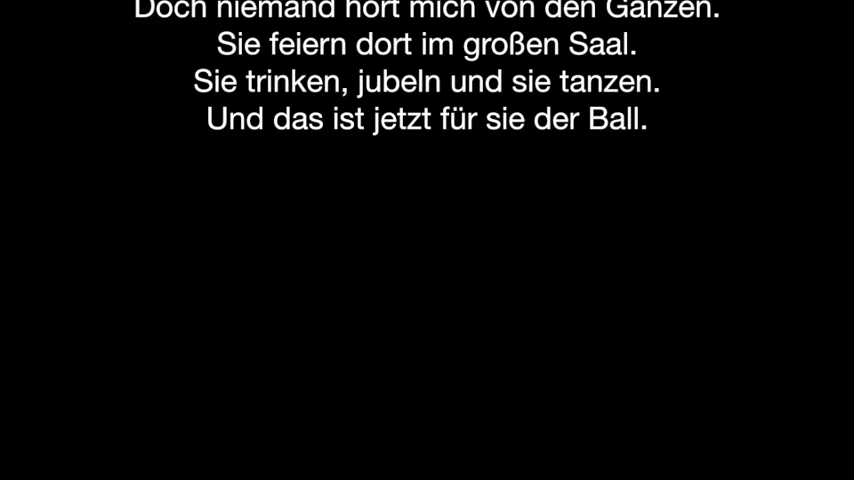 Doch niemand hört mich von den Ganzen.
Sie feiern dort im großen Saal.
Sie trinken, jubeln und sie tanzen.
Und das ist jetzt für sie der Ball.